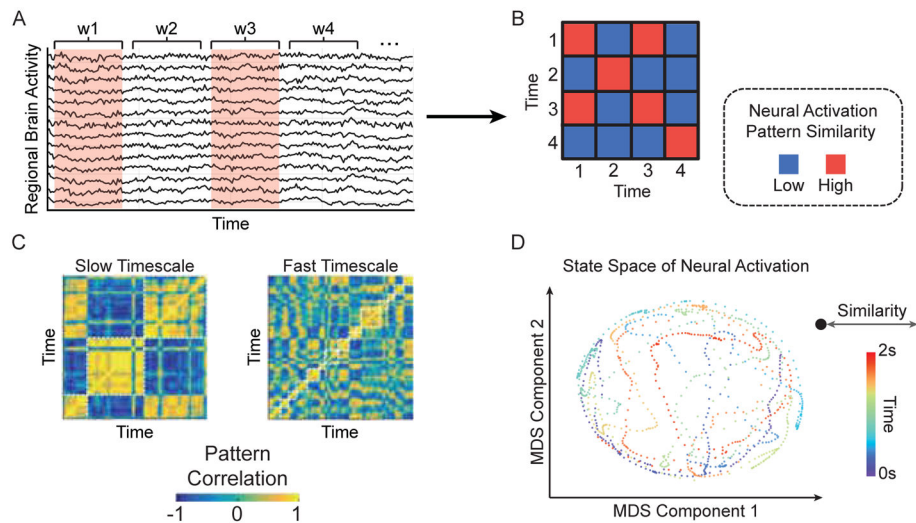 A
w1 w2 w3 w4 ...
Regional Brain Activity
Time
B
Time
1
2
3
4
1 2 3 4
Time
Neural Activation
Pattern Similarity
Low High
C
Slow Timescale Fast Timescale
Time Time
Time Time
Pattern
Correlation
-1 0 1
D
State Space of Neural Activation
MDS Component 2
MDS Component 1
Similarity
2s
Time
0s